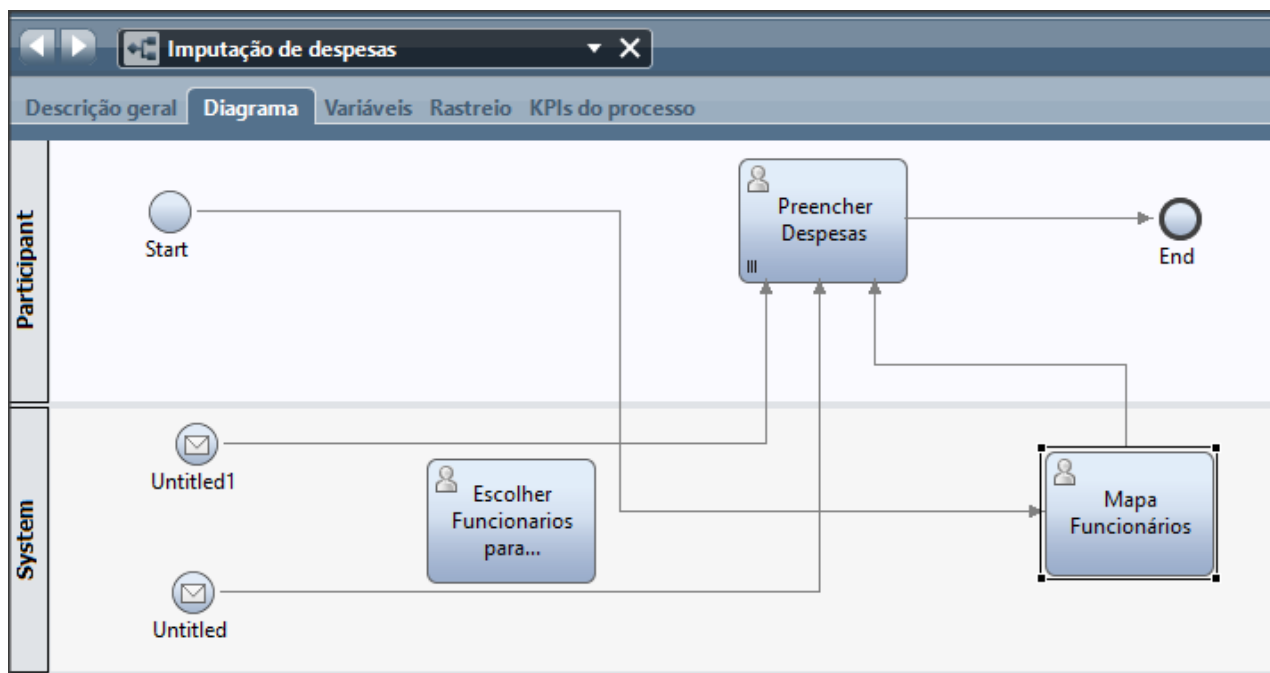 Imputação de despesas
Descrição geral Diagrama Variáveis Rastreio KPIs do processo
Participant
Start
Preencher
Despesas
End
System
Untitled1
Escolher
Funcionarios
para...
Mapa
Funcionários
Untitled